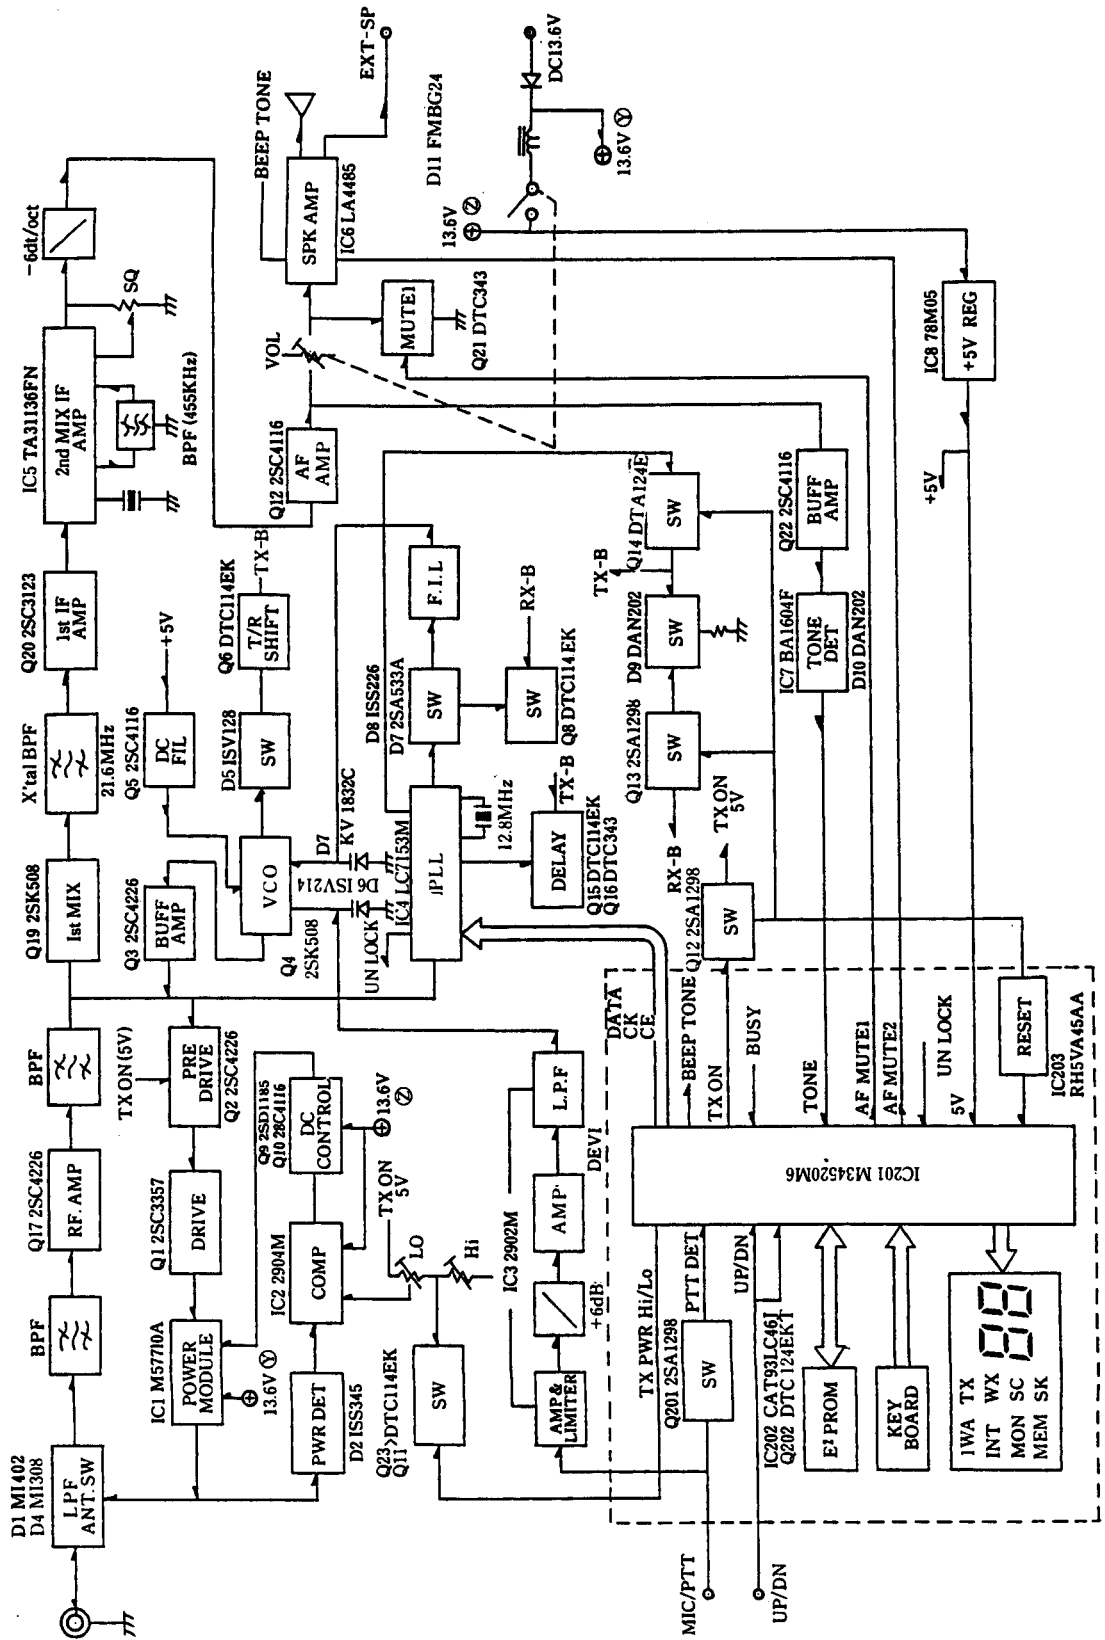 D1 MI402
D4 MI308
LPF
ANT. SW
BPF
Q17 2SC4226
RF. AMP
BPF
Q19 2SK508
1st MIX
X'tal BPF
21.6MHz
Q20 2SC3123
1st IF
AMP
IC5 TA31136FN
2nd MIX IF
AMP
BPF (455KHz)
SQ
-6dt/oct
IC1 M57710A
POWER
MODULE
13.6V Ⓨ
Q1 2SC3357
DRIVE
TX ON (5V)
PRE
DRIVE
Q2 2SC4226
Q3 2SC4226
BUFF
AMP
Q5 2SC4116
DC
FIL
+5V
Q4
2SK508
VCO
D5 ISV128
SW
Q6 DTC114EK
T/R
SHIFT
TX-B
Q12 2SC4116
AF
AMP
VOL
BEEP TONE
SPK AMP
IC6 LA4485
EXT-SP
PWR DET
D2 ISS345
IC2 2904M
COMP
Q9 2SD1185
Q10 28C4116
DC
CONTROL
13.6V
Ⓩ
TX ON
5V
LO
Hi
SW
Q23>DTC114EK
Q11
D7
KV 1832C
D6 ISV214
UN LOCK
IC4 LC7153M
PLL
12.8MHz
D8 ISS226
D7 2SA533A
SW
F.I.L
RX-B
SW
Q8 DTC114EK
TX-B
DELAY
Q15 DTC114EK
Q16 DTC343
MUTE1
Q21 DTC343
D11 FMBG24
13.6V Ⓩ
DC13.6V
13.6V Ⓨ
AMP&
LIMITER
+6dB
IC3 2902M
AMP
DEVI
L.P.F
Q14 DTA124E
SW
TX-B
D9 DAN202
SW
Q13 2SA1298
SW
RX-B
TX ON
5V
Q12 2SA1298
SW
Q22 2SC4116
BUFF
AMP
IC7 BA1604F
TONE
DET
D10 DAN202
IC8 78M05
+5V REG
+5V
MIC/PTT
UP/DN
TX PWR Hi/Lo
Q201 2SA1298
SW
PTT DET
UP/DN
IC202 CAT93LC46I
Q202 DTC124EKT
E² PROM
KEY
BOARD
1WA TX
INT WX
MON SC
MEM SK
88
IC201 M34520M6
DATA
CK
CE
BEEP TONE
TX ON
BUSY
TONE
AF MUTE1
AF MUTE2
UN LOCK
5V
RESET
IC203
RH5VA45AA